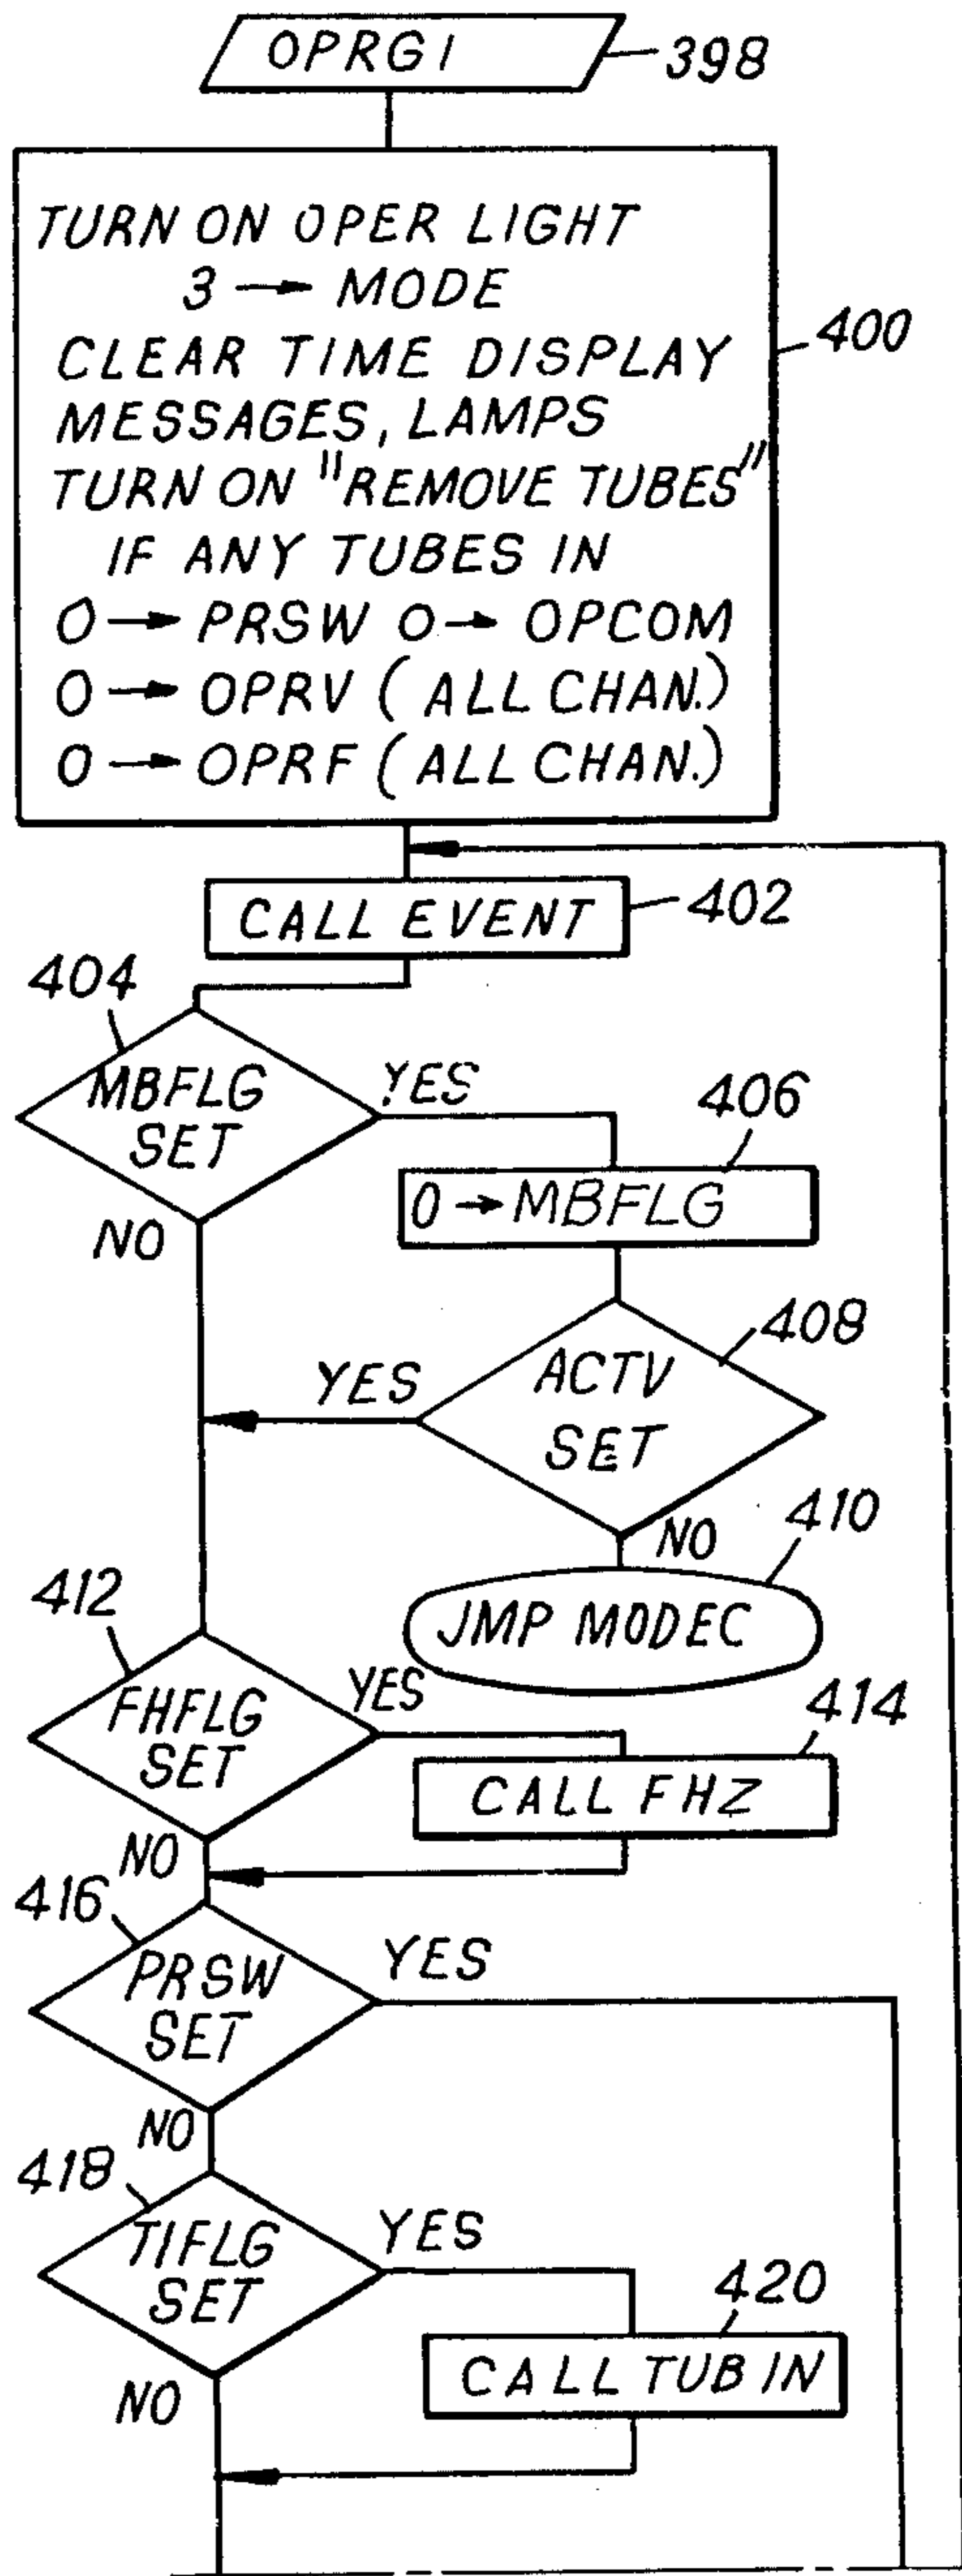 OPRG1
398
TURN ON OPER LIGHT
3 → MODE
CLEAR TIME DISPLAY
MESSAGES, LAMPS
TURN ON "REMOVE TUBES"
IF ANY TUBES IN
0 → PRSW 0 → OPCOM
0 → OPRV (ALL CHAN.)
0 → OPRF (ALL CHAN.)
400
CALL EVENT
402
404
MBFLG
SET
YES
NO
406
0 → MBFLG
408
ACTV
SET
YES
NO
410
JMP MODEC
412
FHFLG
SET
YES
NO
414
CALL FHZ
416
PRSW
SET
YES
NO
418
TIFLG
SET
YES
NO
420
CALL TUBIN